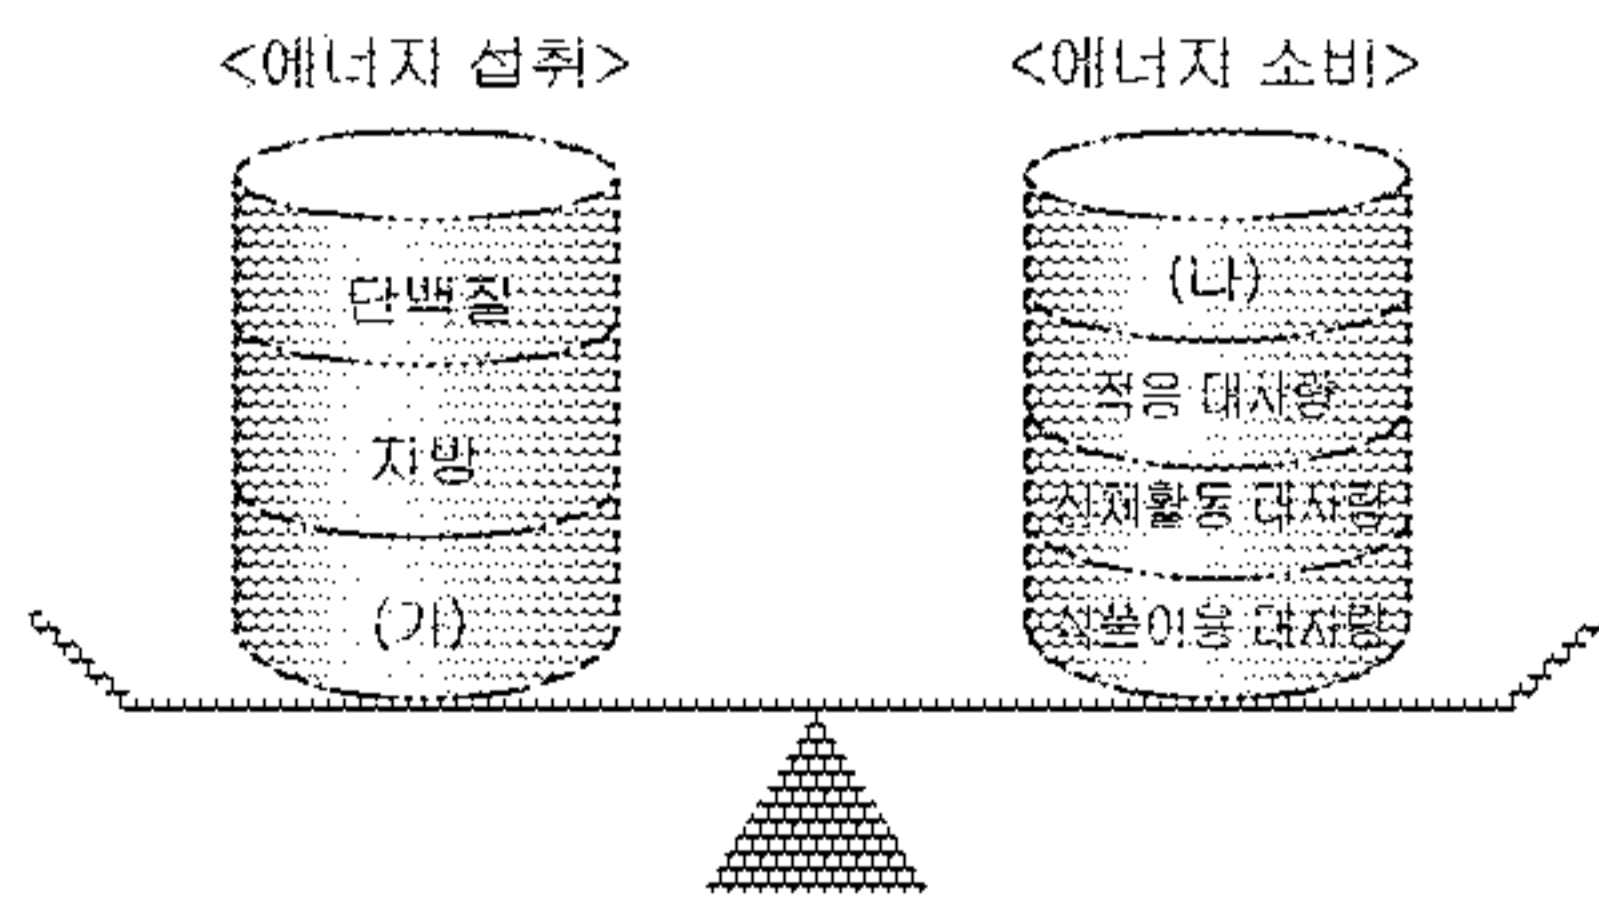 <에너지 섭취>
<에너지 소비>
단백질
지방
(가)
(나)
적응 대사량
신체활동 대사량
식품이용 대사량